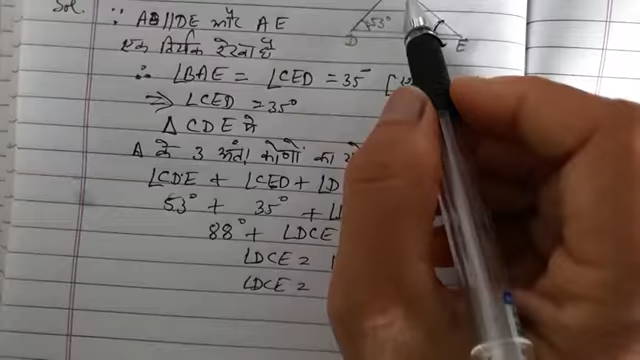 Sol. ∵ AB||DE और AE
एक तिर्यक रेखा है
∴ ∠BAE = ∠CED = 35°
⇒ ∠CED = 35°
△ CDE में
△ के 3 अंतः कोणों का
∠CDE + ∠CED + ∠D
53° + 35° +
88° + ∠DCE
∠DCE =
∠DCE =
53°
D E